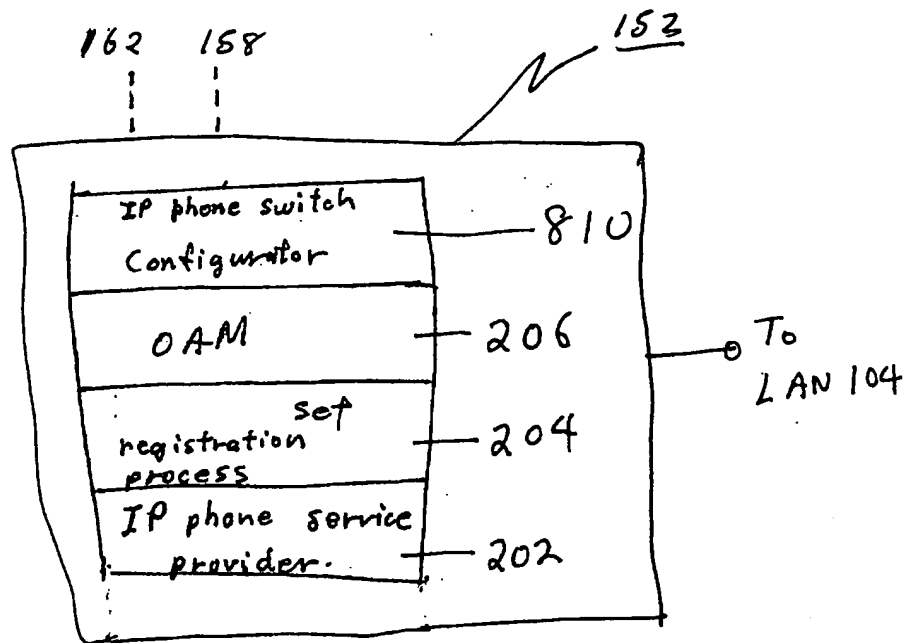 162 158 153
IP phone switch
Configurator
810
OAM
206
To
LAN 104
set
registration
process
204
IP phone service
provider.
202